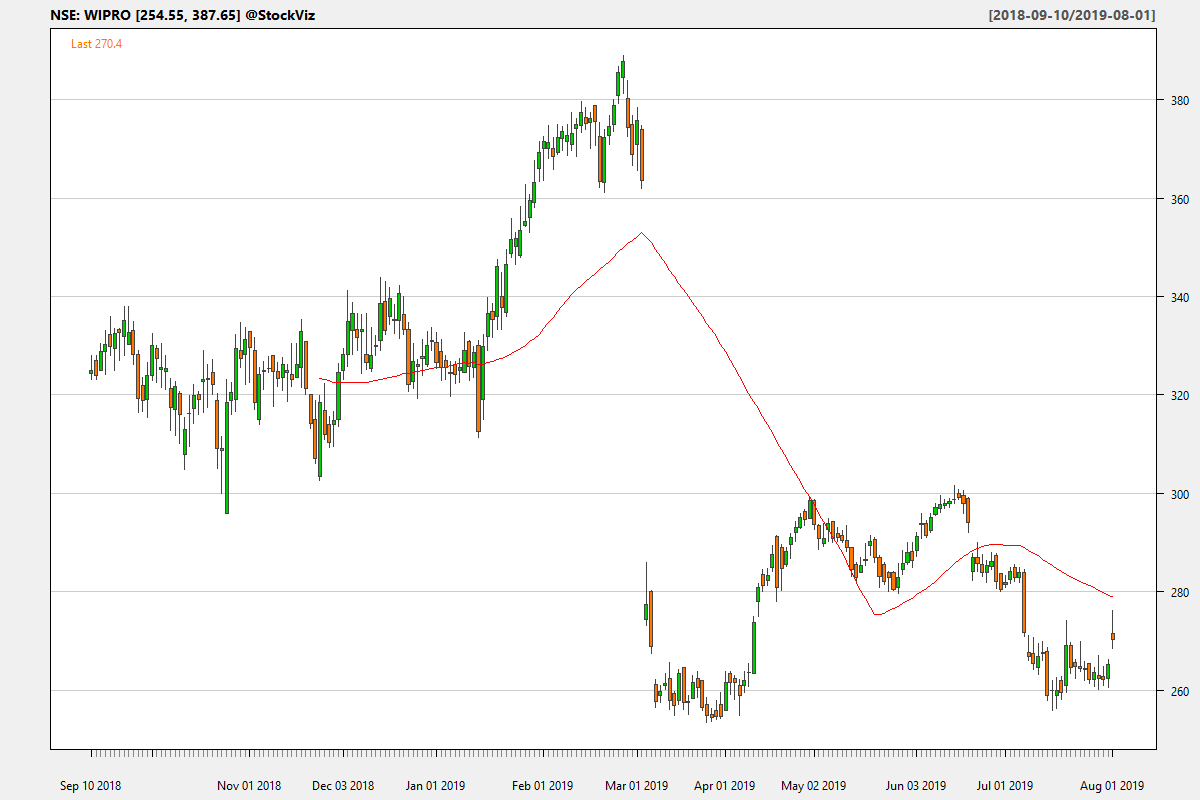 NSE: WIPRO [254.55, 387.65] @StockViz [2018-09-10/2019-08-01]
Last 270.4
380
360
340
320
300
280
260
Sep 10 2018 Nov 01 2018 Dec 03 2018 Jan 01 2019 Feb 01 2019 Mar 01 2019 Apr 01 2019 May 02 2019 Jun 03 2019 Jul 01 2019 Aug 01 2019